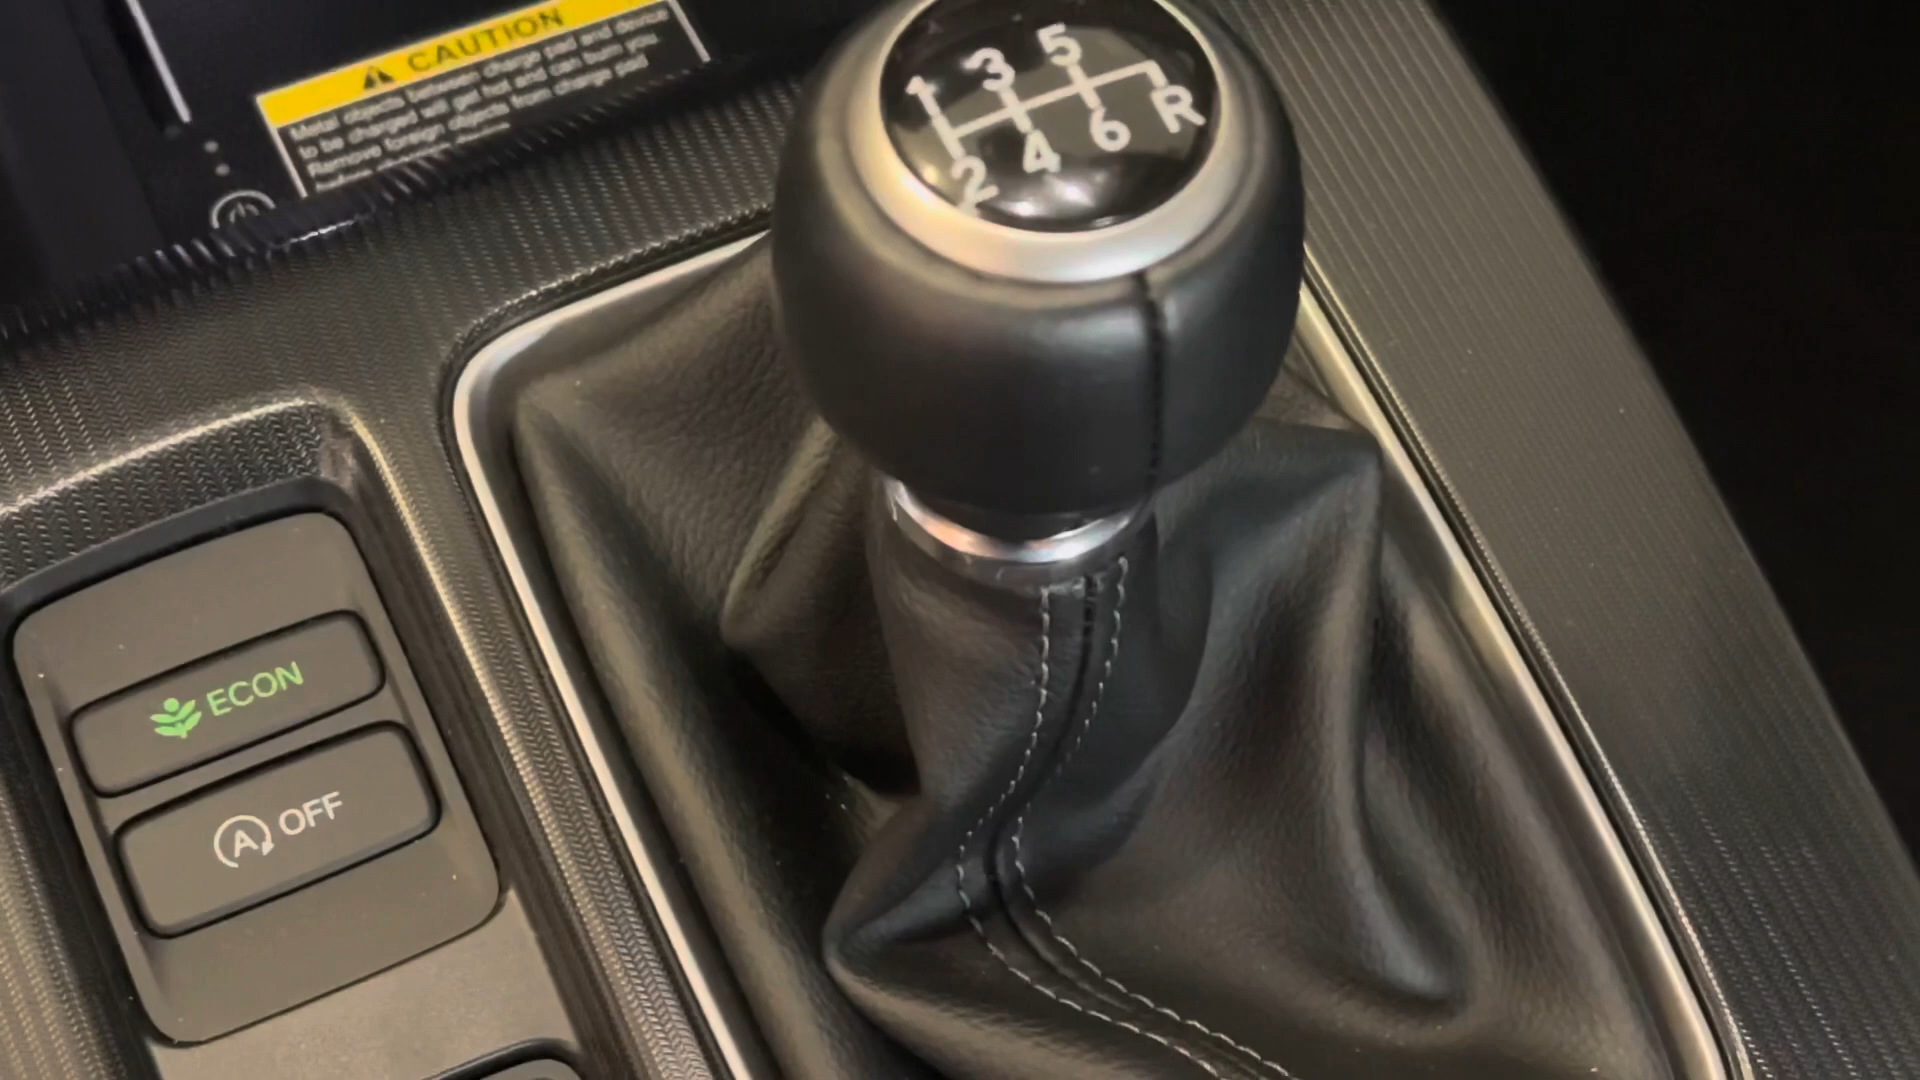 CAUTION
Metal objects between charge pad and device
to be charged will get hot and can burn you.
Remove foreign objects from charge pad
1 3 5
2 4 6 R
ECON
A OFF